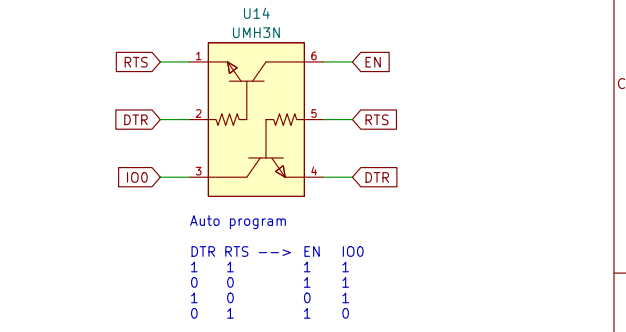 U14
UMH3N
RTS 1 6 EN
DTR 2 5 RTS
IO0 3 4 DTR
Auto program
DTR RTS --> EN IO0
1 1 1 1
0 0 1 1
1 0 0 1
0 1 1 0
C